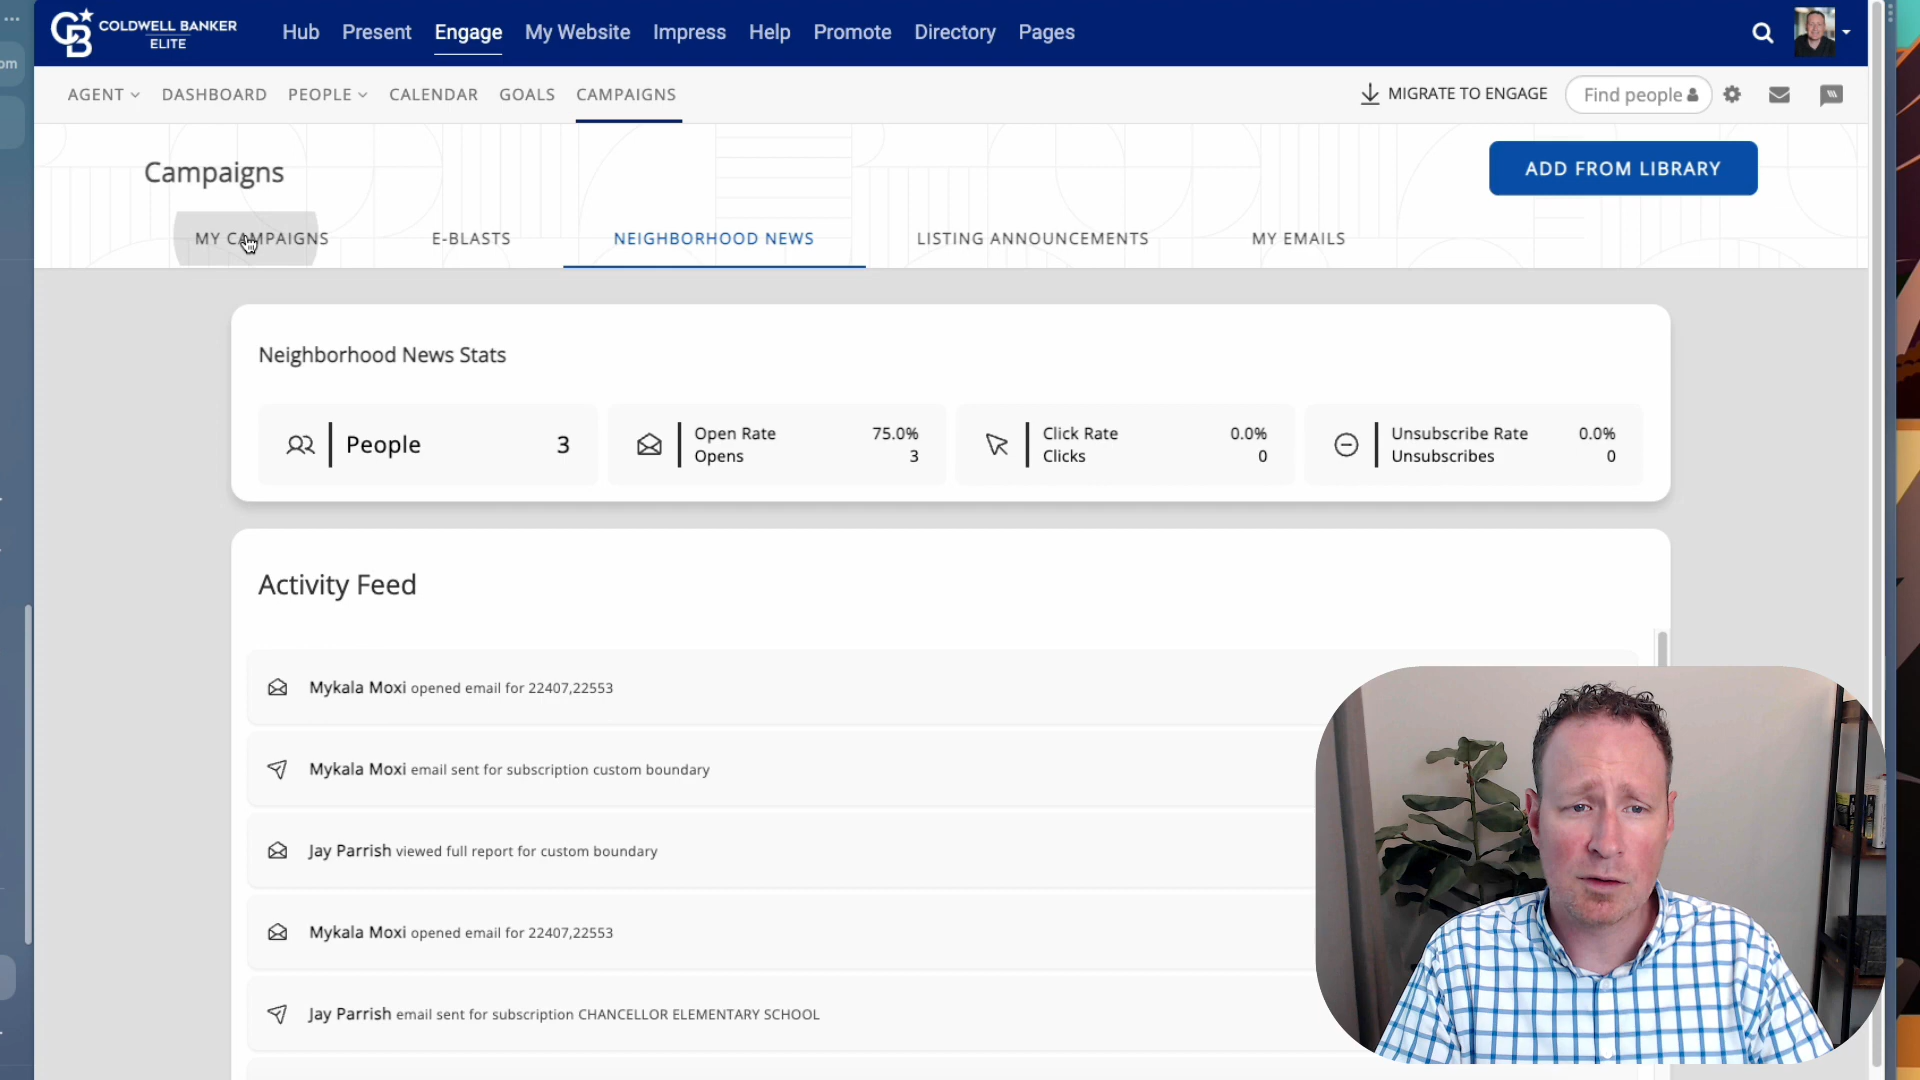 om
COLDWELL BANKER
ELITE
Hub Present Engage My Website Impress Help Promote Directory Pages
AGENT DASHBOARD PEOPLE CALENDAR GOALS CAMPAIGNS
MIGRATE TO ENGAGE
Find people
Campaigns
ADD FROM LIBRARY
MY CAMPAIGNS E-BLASTS NEIGHBORHOOD NEWS LISTING ANNOUNCEMENTS MY EMAILS
Neighborhood News Stats
People 3
Open Rate 75.0%
Opens 3
Click Rate 0.0%
Clicks 0
Unsubscribe Rate 0.0%
Unsubscribes 0
Activity Feed
Mykala Moxi opened email for 22407,22553
Mykala Moxi email sent for subscription custom boundary
Jay Parrish viewed full report for custom boundary
Mykala Moxi opened email for 22407,22553
Jay Parrish email sent for subscription CHANCELLOR ELEMENTARY SCHOOL